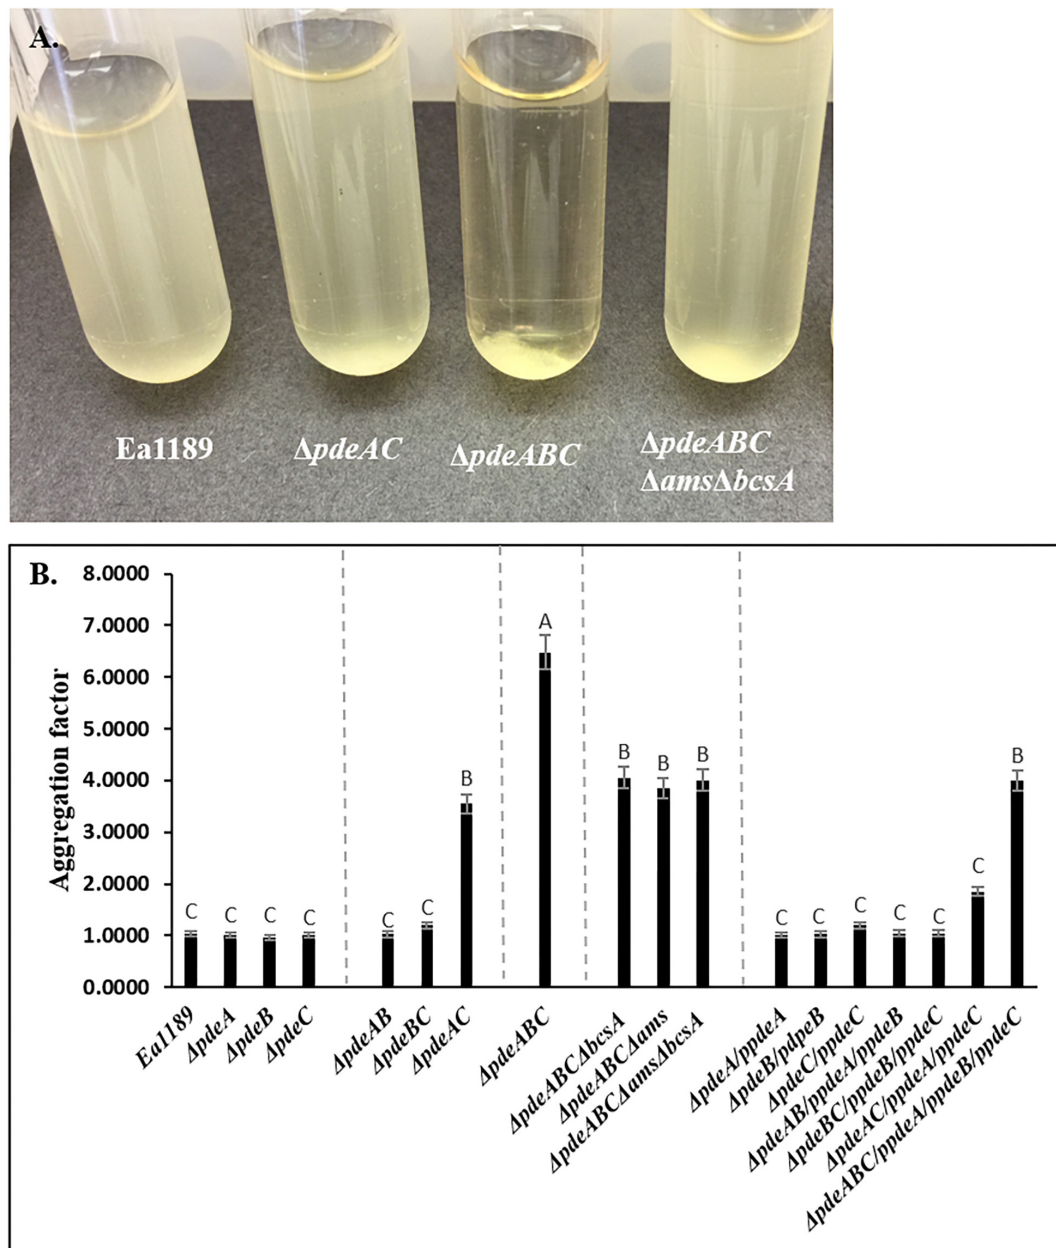 A.
Ea1189
ΔpdeAC
ΔpdeABC
ΔpdeABC
ΔamsΔbcsA
B.
Aggregation factor
8.0000
7.0000
6.0000
5.0000
4.0000
3.0000
2.0000
1.0000
0.0000
C
C
C
C
C
C
B
A
B
B
B
C
C
C
C
C
C
B
Ea1189
ΔpdeA
ΔpdeB
ΔpdeC
ΔpdeAB
ΔpdeBC
ΔpdeAC
ΔpdeABC
ΔpdeABCΔbcsA
ΔpdeABCΔams
ΔpdeABCΔamsΔbcsA
ΔpdeA/ppdeA
ΔpdeB/pdpeB
ΔpdeC/ppdeC
ΔpdeAB/ppdeA/ppdeB
ΔpdeBC/ppdeB/ppdeC
ΔpdeAC/ppdeA/ppdeC
ΔpdeABC/ppdeA/ppdeB/ppdeC